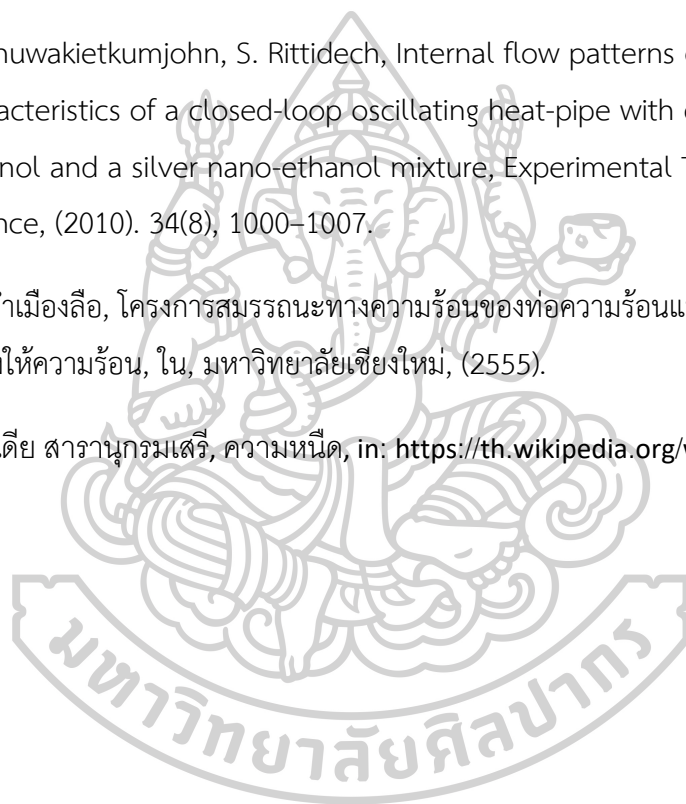 nuwakietkumjohn, S. Rittidech, Internal flow patterns
acteristics of a closed-loop oscillating heat-pipe with
nol and a silver nano-ethanol mixture, Experimental
nce, (2010). 34(8), 1000–1007.
ำเมืองลือ, โครงการสมรรถนะทางความร้อนของท่อความร้อนแ
ให้ความร้อน, ใน, มหาวิทยาลัยเชียงใหม่, (2555).
เดีย สารานุกรมเสรี, ความหนืด, in: https://th.wikipedia.org/
มหาวิทยาลัยศิลปากร